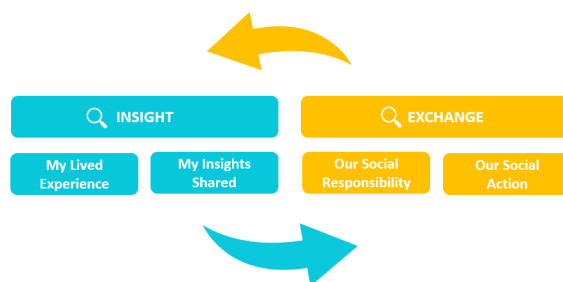 INSIGHT
EXCHANGE
My Lived
Experience
My Insights
Shared
Our Social
Responsibility
Our Social
Action